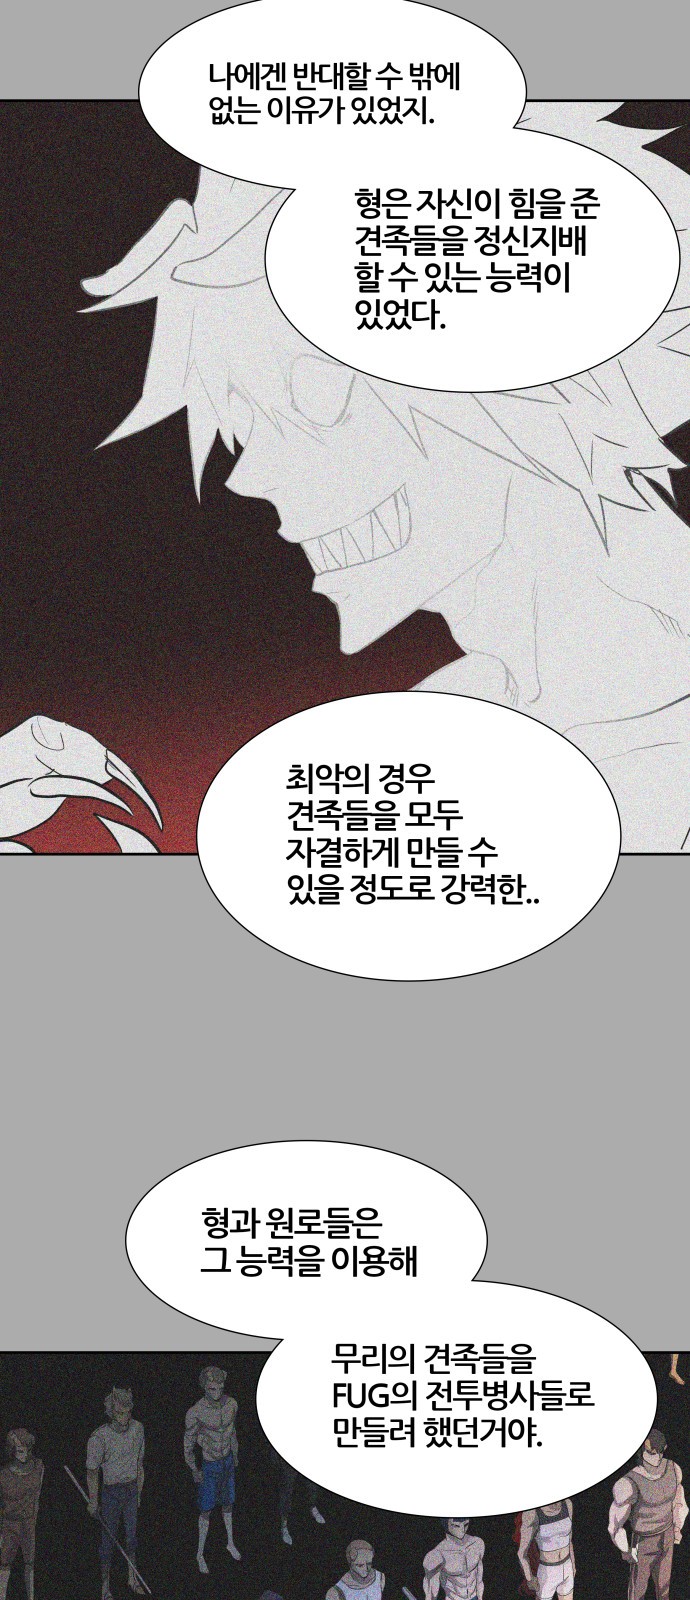 나에겐 반대할 수 밖에
없는 이유가 있었지.
형은 자신이 힘을 준
견족들을 정신지배
할 수 있는 능력이
있었다.
최악의 경우
견족들을 모두
자결하게 만들 수
있을 정도로 강력한..
형과 원로들은
그 능력을 이용해
무리의 견족들을
FUG의 전투병사들로
만들려 했던거야.